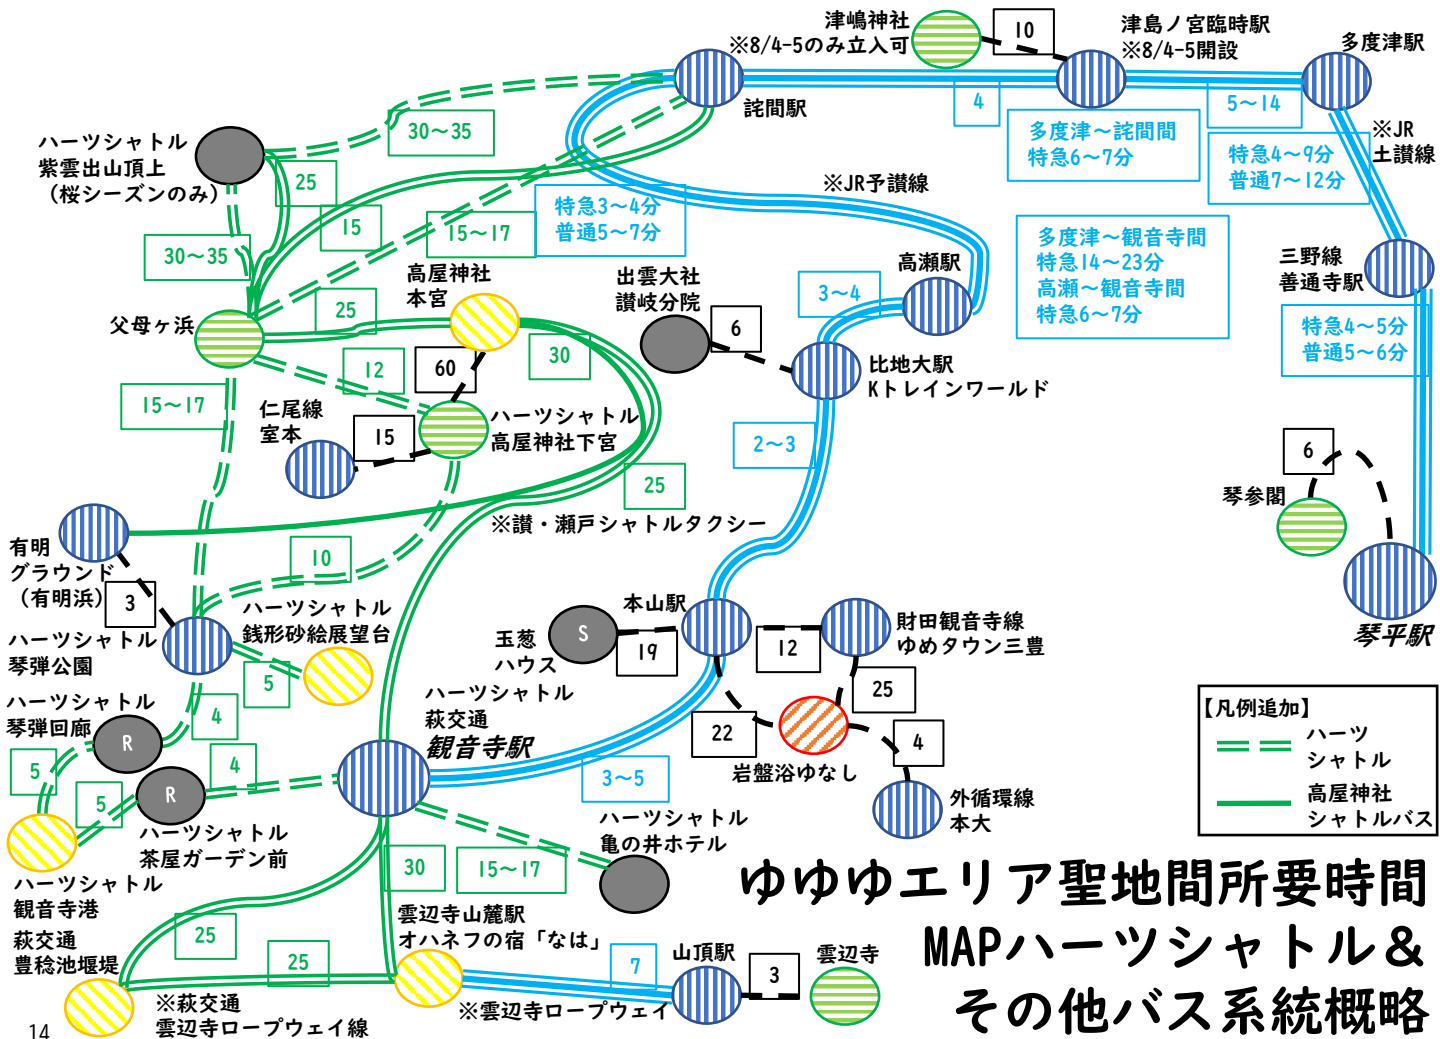 津嶋神社
※8/4-5のみ立入可
10
津島ノ宮臨時駅
※8/4-5開設
多度津駅
詫間駅
4
5〜14
30〜35
多度津〜詫間間
特急6〜7分
※JR
土讃線
特急4〜9分
普通7〜12分
ハーツシャトル
紫雲出山頂上
（桜シーズンのみ）
25
※JR予讃線
特急3〜4分
普通5〜7分
15
15〜17
30〜35
多度津〜観音寺間
特急14〜23分
高瀬〜観音寺間
特急6〜7分
三野線
善通寺駅
高屋神社
本宮
出雲大社
讃岐分院
高瀬駅
3〜4
父母ヶ浜
25
6
30
特急4〜5分
普通5〜6分
12
60
比地大駅
Kトレインワールド
15〜17
仁尾線
室本
15
ハーツシャトル
高屋神社下宮
2〜3
6
琴参閣
25
※讃・瀬戸シャトルタクシー
有明
グラウンド
（有明浜）
10
3
ハーツシャトル
銭形砂絵展望台
ハーツシャトル
琴弾公園
5
玉葱
ハウス
S
19
本山駅
12
財田観音寺線
ゆめタウン三豊
琴平駅
25
ハーツシャトル
琴弾回廊
R
4
ハーツシャトル
萩交通
観音寺駅
22
4
岩盤浴ゆなし
【凡例追加】
ハーツ
シャトル
高屋神社
シャトルバス
5
4
5
R
3〜5
外循環線
本大
ハーツシャトル
茶屋ガーデン前
ハーツシャトル
亀の井ホテル
30
15〜17
ハーツシャトル
観音寺港
ゆゆゆエリア聖地間所要時間
MAPハーツシャトル＆
その他バス系統概略
萩交通
豊稔池堰堤
25
25
雲辺寺山麓駅
オハネフの宿「なは」
7
山頂駅
3
雲辺寺
※萩交通
雲辺寺ロープウェイ線
※雲辺寺ロープウェイ
14